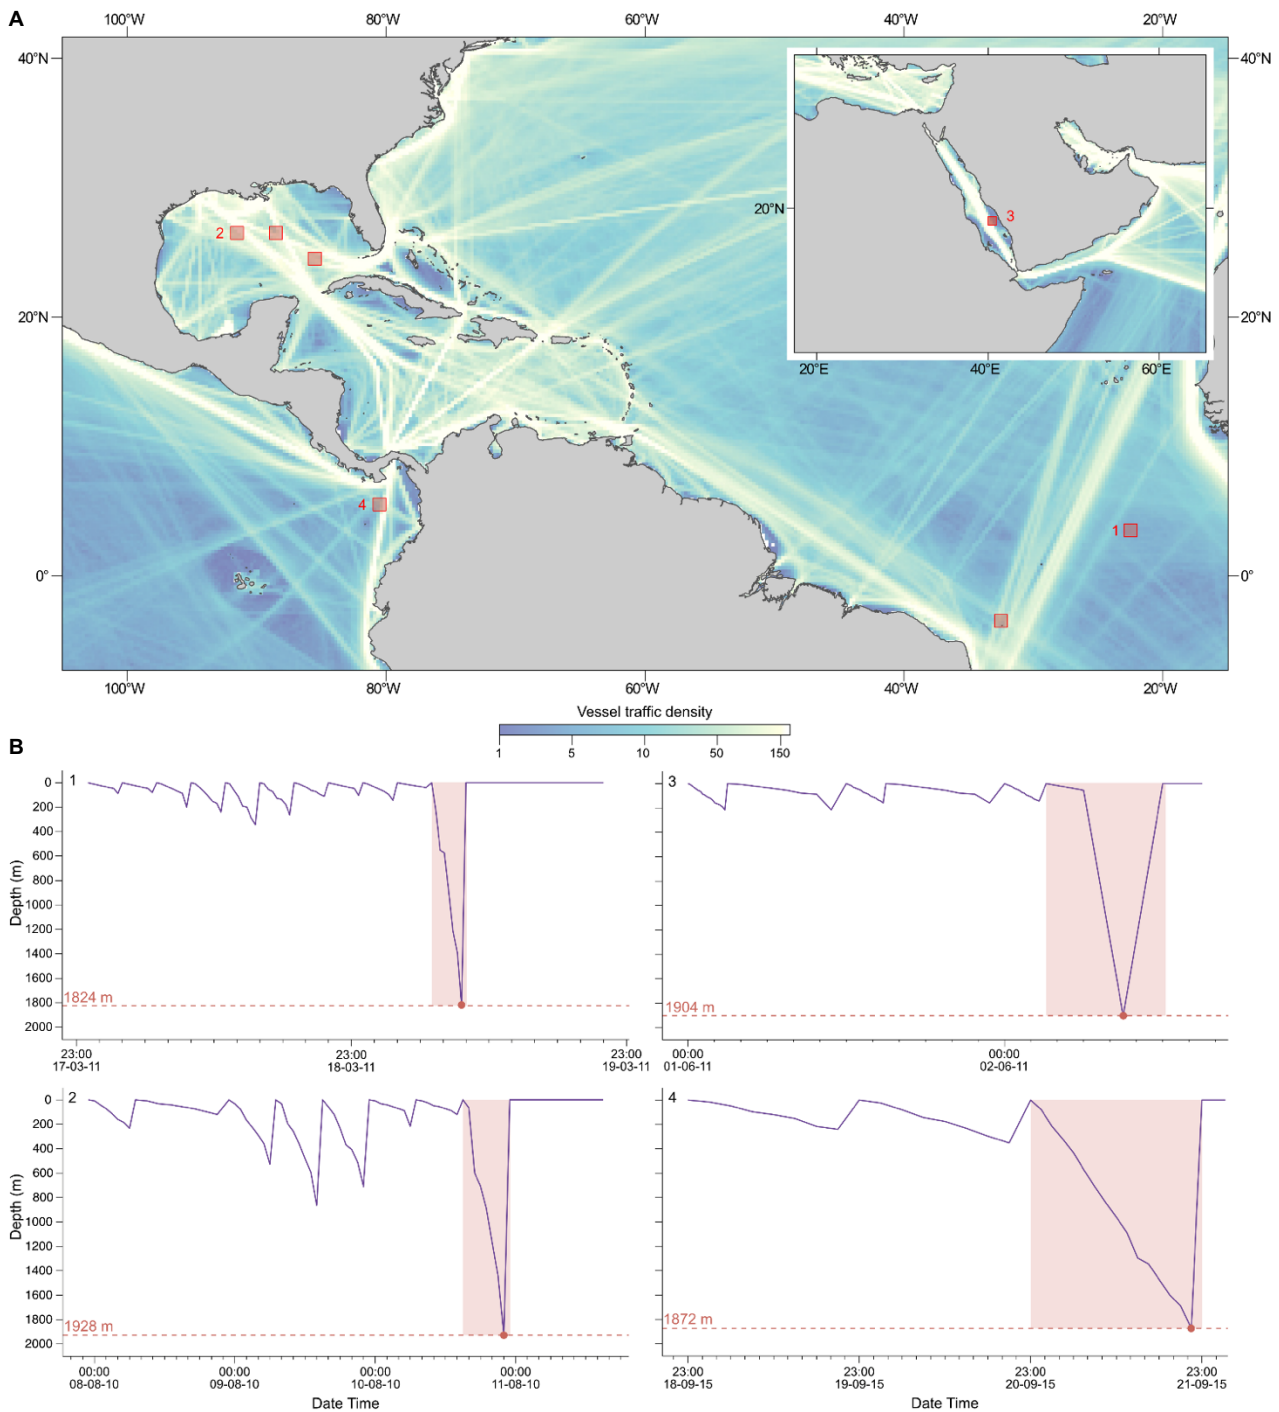 A
100°W 80°W 60°W 40°W 20°W
40°N 40°N
20°N
3
2
20°N 20°N
20°E 40°E 60°E
4
1
0° 0°
100°W 80°W 60°W 40°W 20°W
Vessel traffic density
1 5 10 50 150
B
1
0
200
400
600
800
1000
1200
1400
1600
1800
2000
Depth (m)
1824 m
23:00 23:00 23:00
17-03-11 18-03-11 19-03-11
3
1904 m
00:00 00:00
01-06-11 02-06-11
2
0
200
400
600
800
1000
1200
1400
1600
1800
2000
Depth (m)
1928 m
00:00 00:00 00:00 00:00
08-08-10 09-08-10 10-08-10 11-08-10
Date Time
4
1872 m
23:00 23:00 23:00 23:00
18-09-15 19-09-15 20-09-15 21-09-15
Date Time